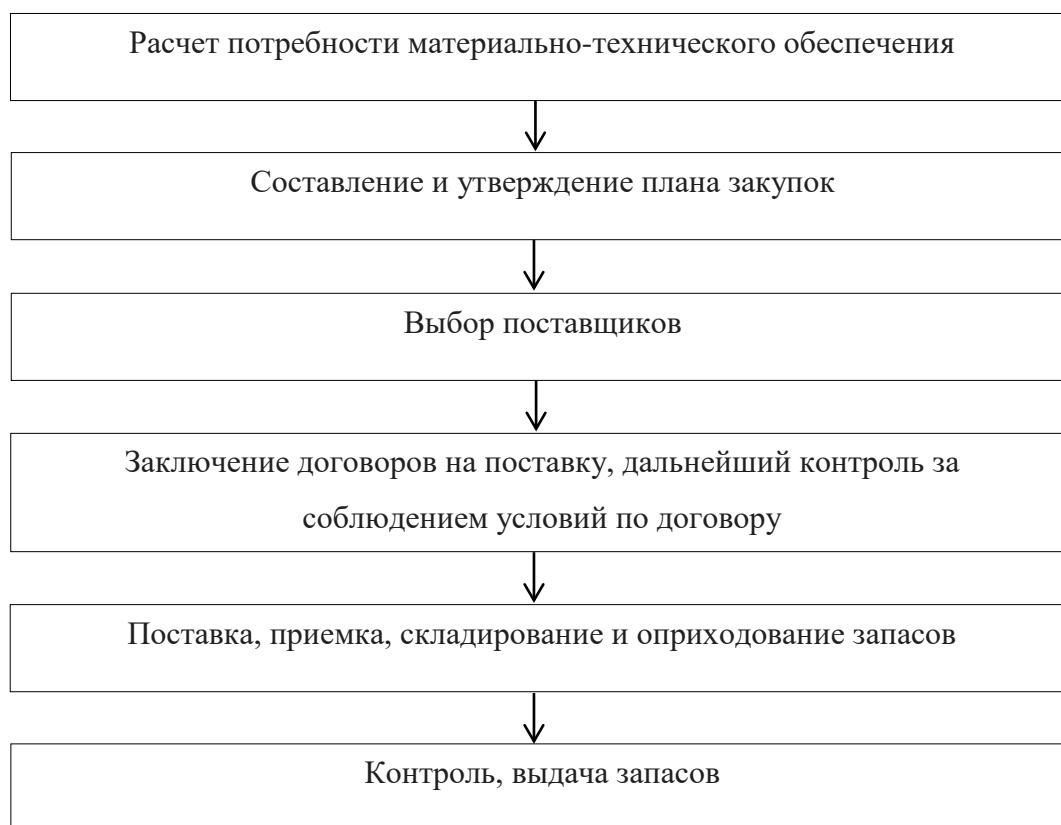 Расчет потребности материально-технического обеспечения
Составление и утверждение плана закупок
Выбор поставщиков
Заключение договоров на поставку, дальнейший контроль за
соблюдением условий по договору
Поставка, приемка, складирование и оприходование запасов
Контроль, выдача запасов